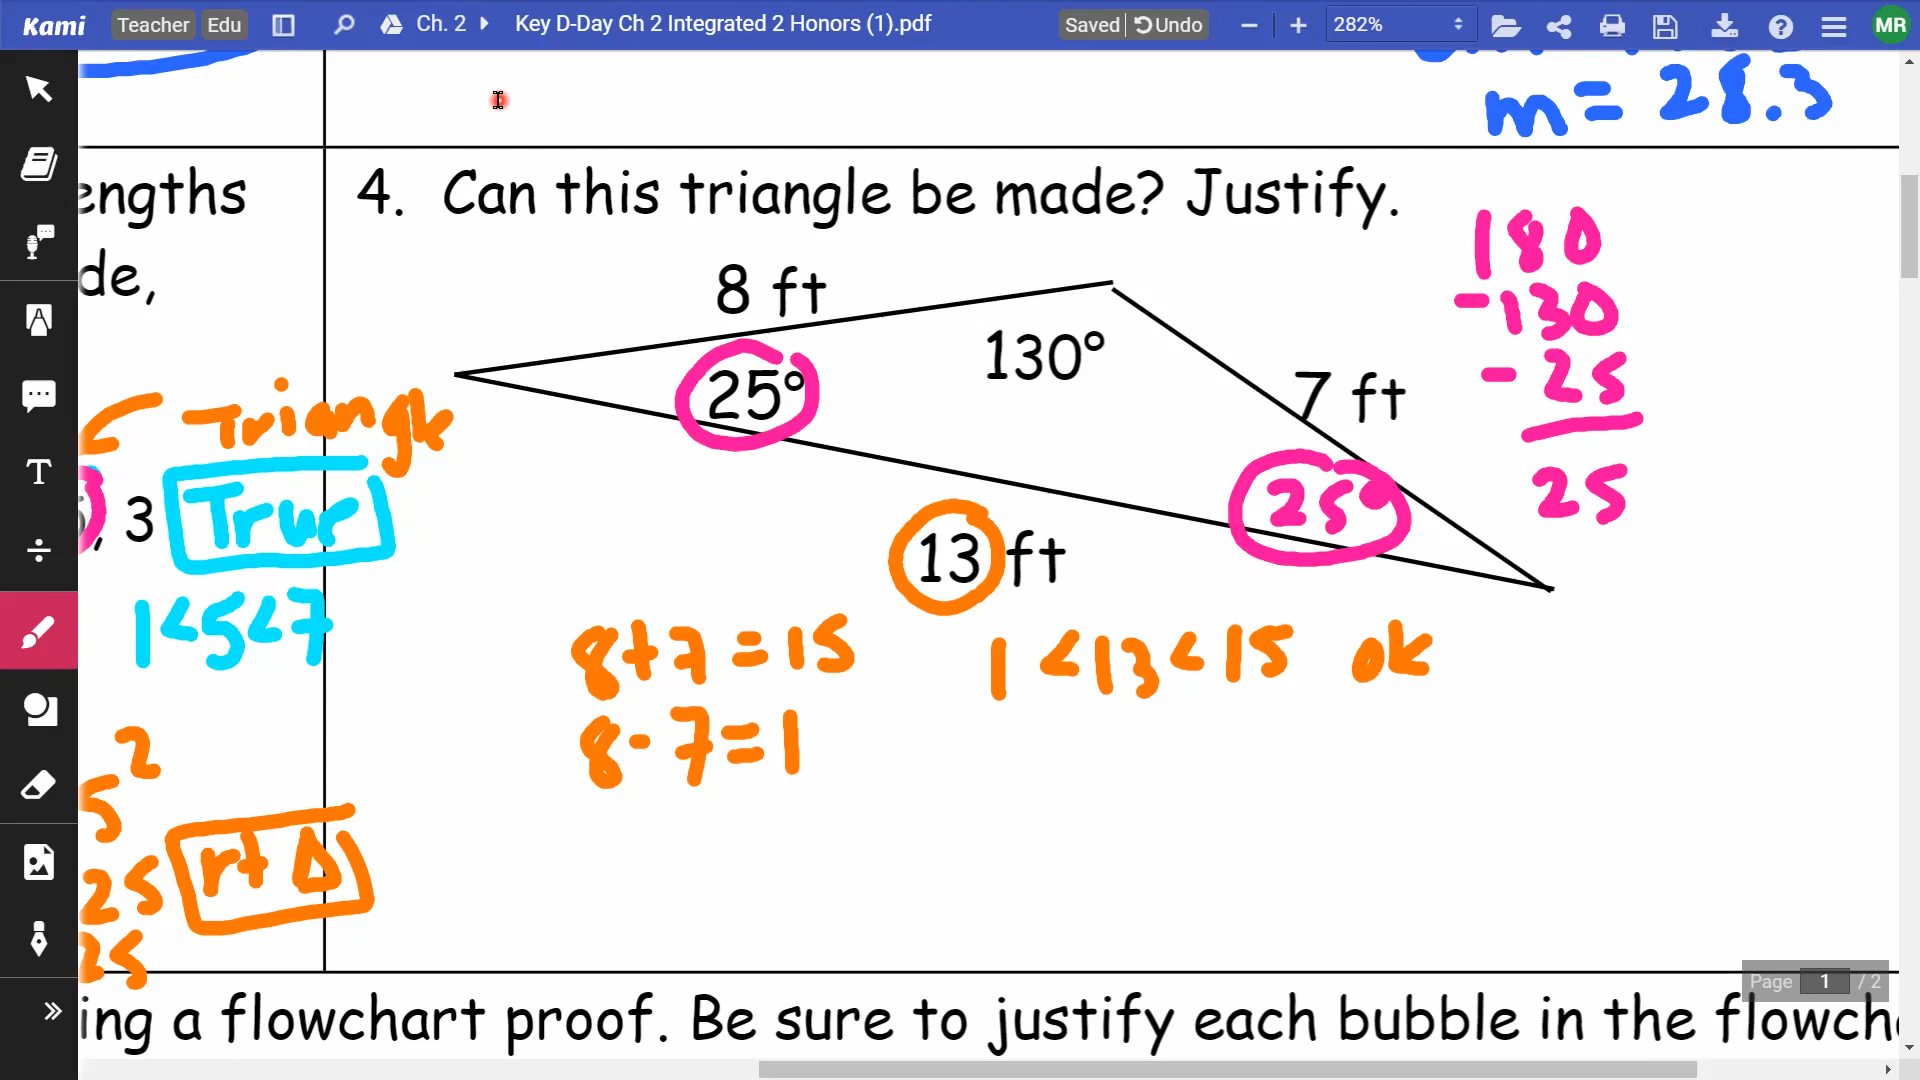 Kami Teacher Edu Ch. 2 Key D-Day Ch 2 Integrated 2 Honors (1).pdf Saved Undo 282% MR
m = 28.3
engths
de,
4. Can this triangle be made? Justify.
180
-130
- 25
25
8 ft
130°
25°
7 ft
25°
13 ft
Triangle
, 3 True
1<5<7
8+7=15 1<13<15 ok
8-7=1
5²
25 rt Δ
25
Page 1 / 2
ing a flowchart proof. Be sure to justify each bubble in the flowch